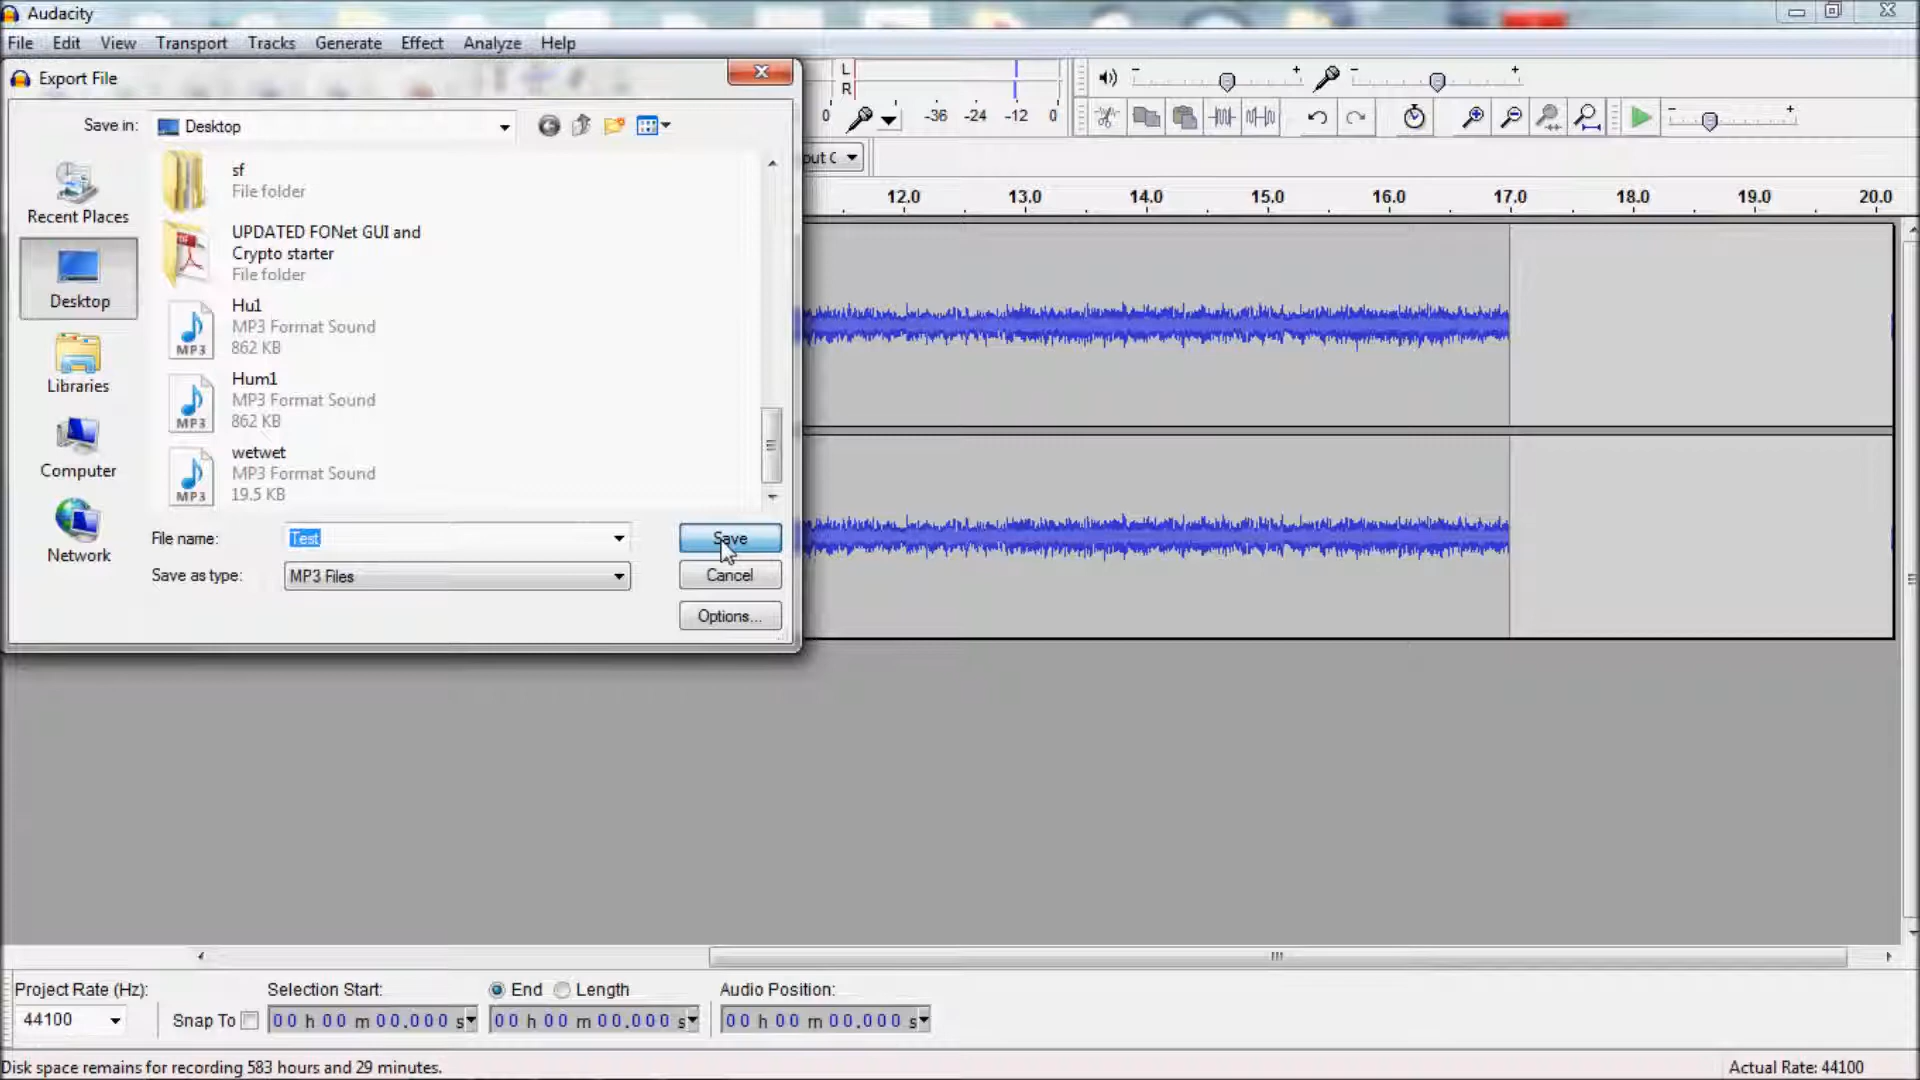 Audacity
File Edit View Transport Tracks Generate Effect Analyze Help
Export File
Save in: Desktop
sf
File folder
UPDATED FONet GUI and
Crypto starter
File folder
Hu1
MP3 Format Sound
862 KB
Hum1
MP3 Format Sound
862 KB
wetwet
MP3 Format Sound
19.5 KB
Recent Places
Desktop
Libraries
Computer
Network
File name: Test
Save
Save as type: MP3 Files
Cancel
Options...
L
R
0 -36 -24 -12 0
out C
12.0 13.0 14.0 15.0 16.0 17.0 18.0 19.0 20.0
Project Rate (Hz): Selection Start: End Length Audio Position:
44100 Snap To 00 h 00 m 00.000 s 00 h 00 m 00.000 s 00 h 00 m 00.000 s
Disk space remains for recording 583 hours and 29 minutes. Actual Rate: 44100